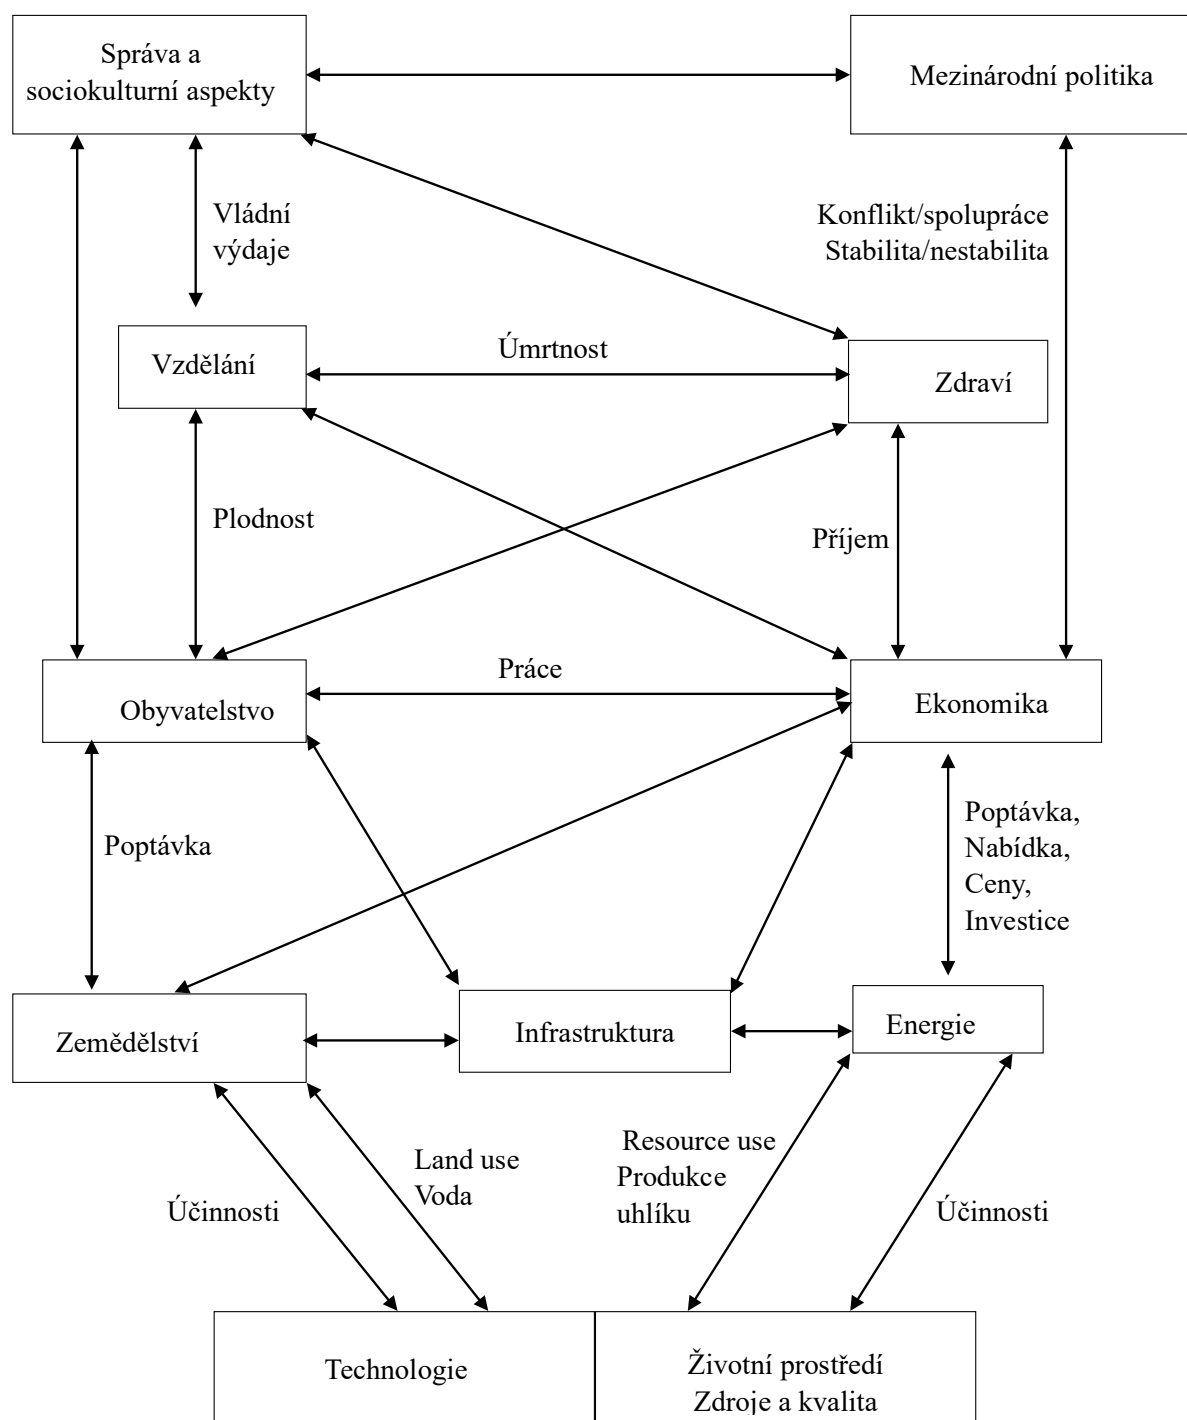 Správa a
sociokulturní aspekty
Mezinárodní politika
Vládní
výdaje
Konflikt/spolupráce
Stabilita/nestabilita
Vzdělání
Úmrtnost
Zdraví
Plodnost
Příjem
Obyvatelstvo
Práce
Ekonomika
Poptávka
Poptávka,
Nabídka,
Ceny,
Investice
Zemědělství
Infrastruktura
Energie
Účinnosti
Land use
Voda
Resource use
Produkce
uhlíku
Účinnosti
Technologie
Životní prostředí
Zdroje a kvalita